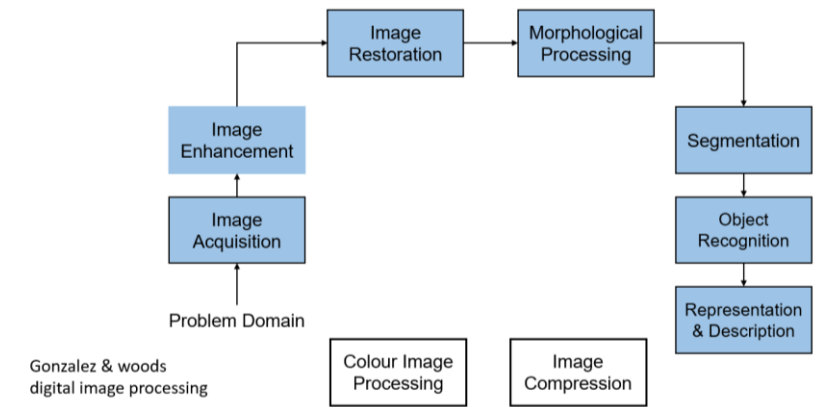 Image
Restoration
Morphological
Processing
Image
Enhancement
Segmentation
Image
Acquisition
Object
Recognition
Problem Domain
Representation
& Description
Colour Image
Processing
Image
Compression
Gonzalez & woods
digital image processing